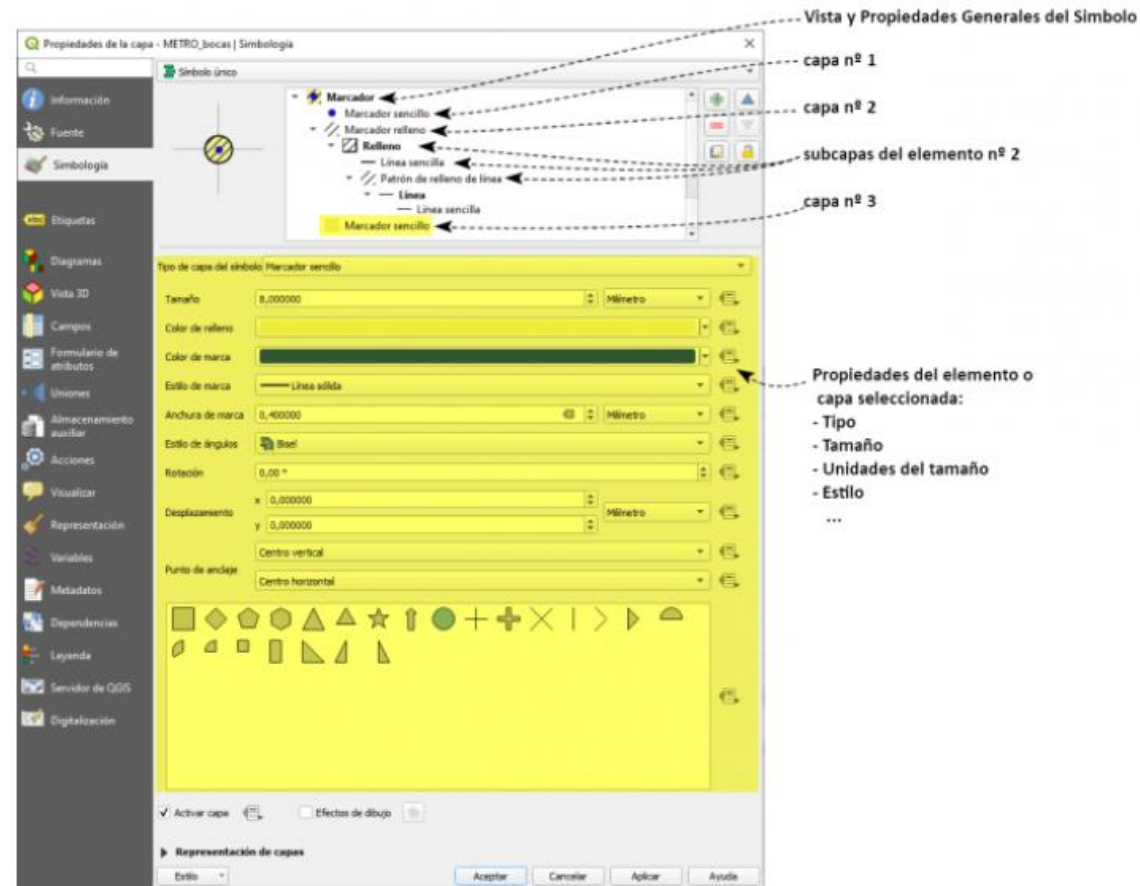 Vista y Propiedades Generales del Simbolo
Propiedades de la capa - METRO_bocas | Simbología
capa nº 1
Símbolo único
Información
Marcador
Marcador sencillo
capa nº 2
Fuente
Marcador relleno
Relleno
subcapas del elemento nº 2
Simbología
Línea sencilla
Patrón de relleno de línea
Línea
capa nº 3
Línea sencilla
Marcador sencillo
abc Etiquetas
Diagramas
Tipo de capa del símbolo Marcador sencillo
Vista 3D
Tamaño 8,000000 Milímetro
Campos
Color de relleno
Formulario de
atributos
Color de marca
Propiedades del elemento o
capa seleccionada:
- Tipo
- Tamaño
- Unidades del tamaño
- Estilo
...
Estilo de marca Línea sólida
Uniones
Anchura de marca 0,400000 Milímetro
Almacenamiento
auxiliar
Estilo de ángulos Bisel
Acciones
Rotación 0,00 °
Visualizar
Desplazamiento x 0,000000 Milímetro
y 0,000000
Representación
Variables
Punto de anclaje Centro vertical
Centro horizontal
Metadatos
Dependencias
Leyenda
Servidor de QGIS
Digitalización
Activar capa Efectos de dibujo
Representación de capas
Estilo Aceptar Cancelar Aplicar Ayuda